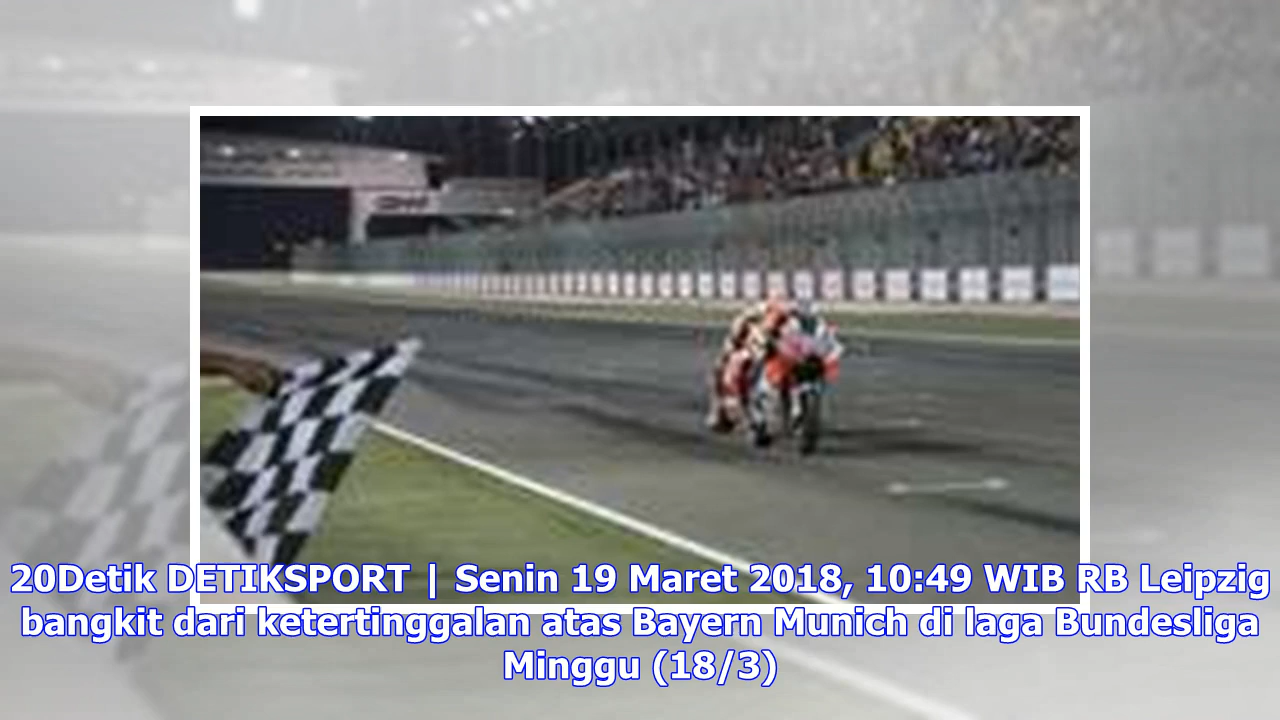 20Detik DETIKSPORT | Senin 19 Maret 2018, 10:49 WIB RB Leipzig
bangkit dari ketertinggalan atas Bayern Munich di laga Bundesliga
Minggu (18/3)